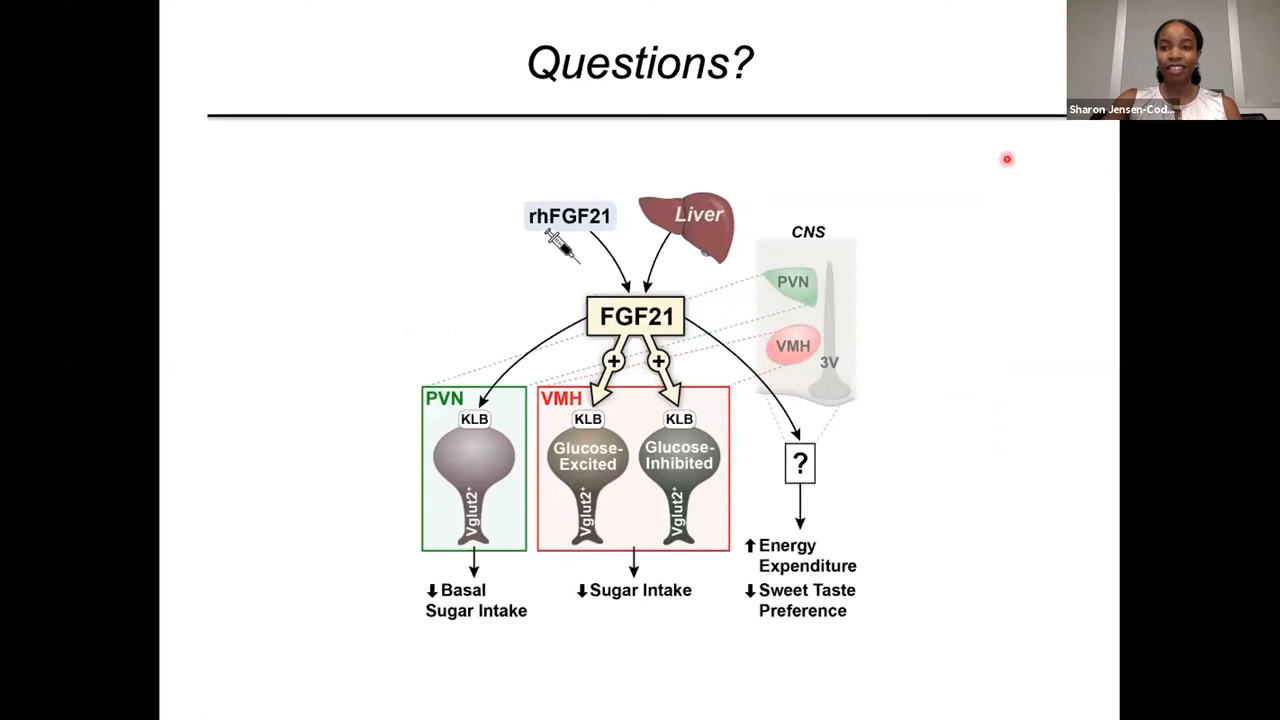 Questions?
Sharon Jensen-Cod...
rhFGF21
Liver
CNS
PVN
FGF21
VMH
3V
+
+
PVN
VMH
KLB
KLB
KLB
Glucose-
Excited
Glucose-
Inhibited
?
Vglut2⁺
Vglut2⁺
Vglut2⁺
⬆Energy
Expenditure
⬇Basal
Sugar Intake
⬇Sugar Intake
⬇Sweet Taste
Preference